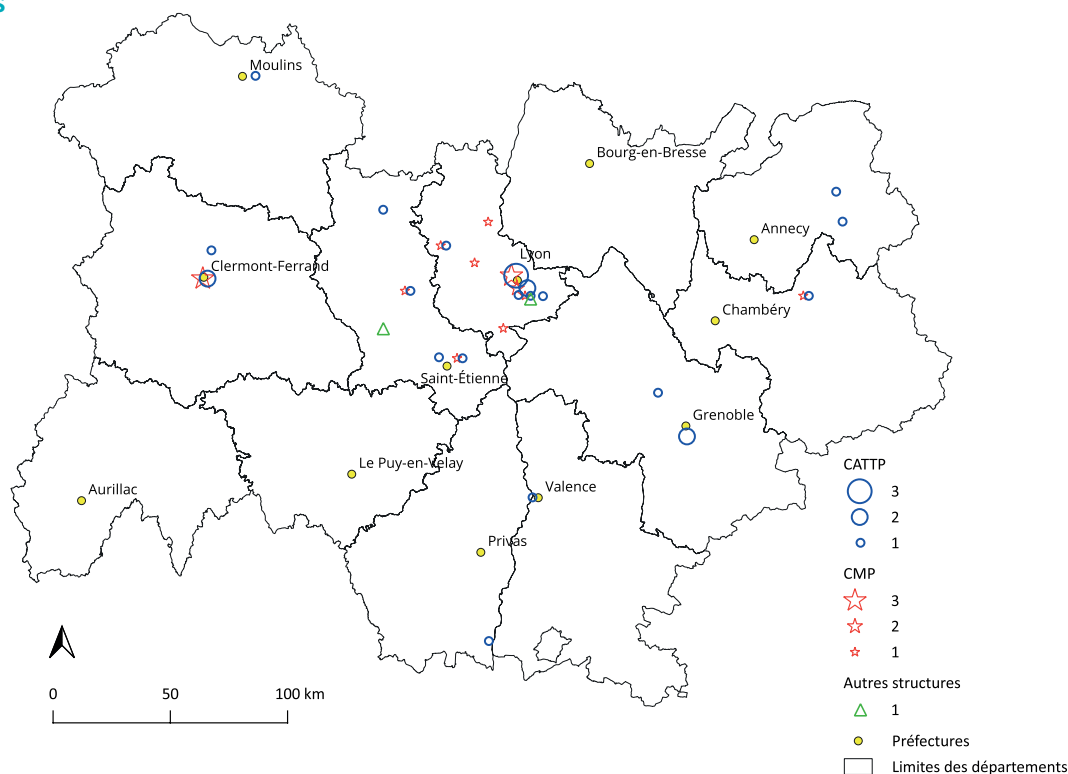 s
Moulins
Bourg-en-Bresse
Annecy
Lyon
Clermont-Ferrand
Chambéry
Saint-Étienne
Grenoble
Le Puy-en-Velay
Aurillac
Valence
Privas
0 50 100 km
CATTP
3
2
1
CMP
3
2
1
Autres structures
1
Préfectures
Limites des départements